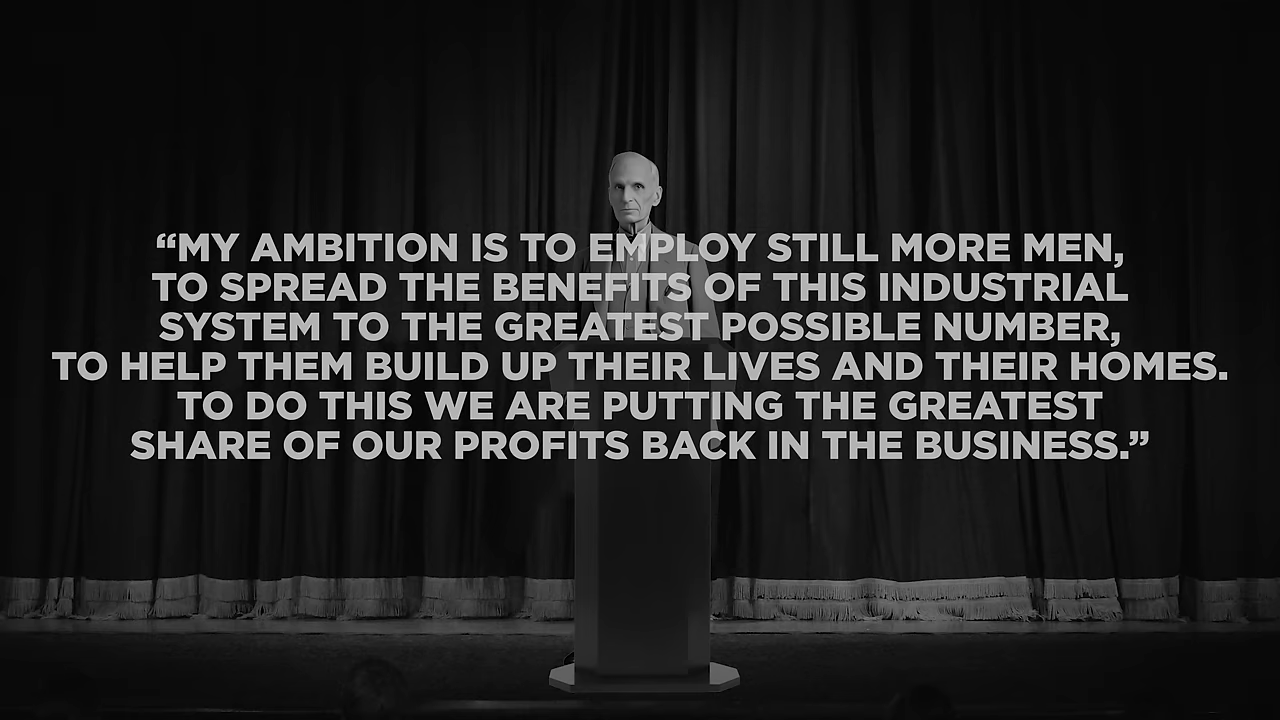 “MY AMBITION IS TO EMPLOY STILL MORE MEN,
TO SPREAD THE BENEFITS OF THIS INDUSTRIAL
SYSTEM TO THE GREATEST POSSIBLE NUMBER,
TO HELP THEM BUILD UP THEIR LIVES AND THEIR HOMES.
TO DO THIS WE ARE PUTTING THE GREATEST
SHARE OF OUR PROFITS BACK IN THE BUSINESS.”